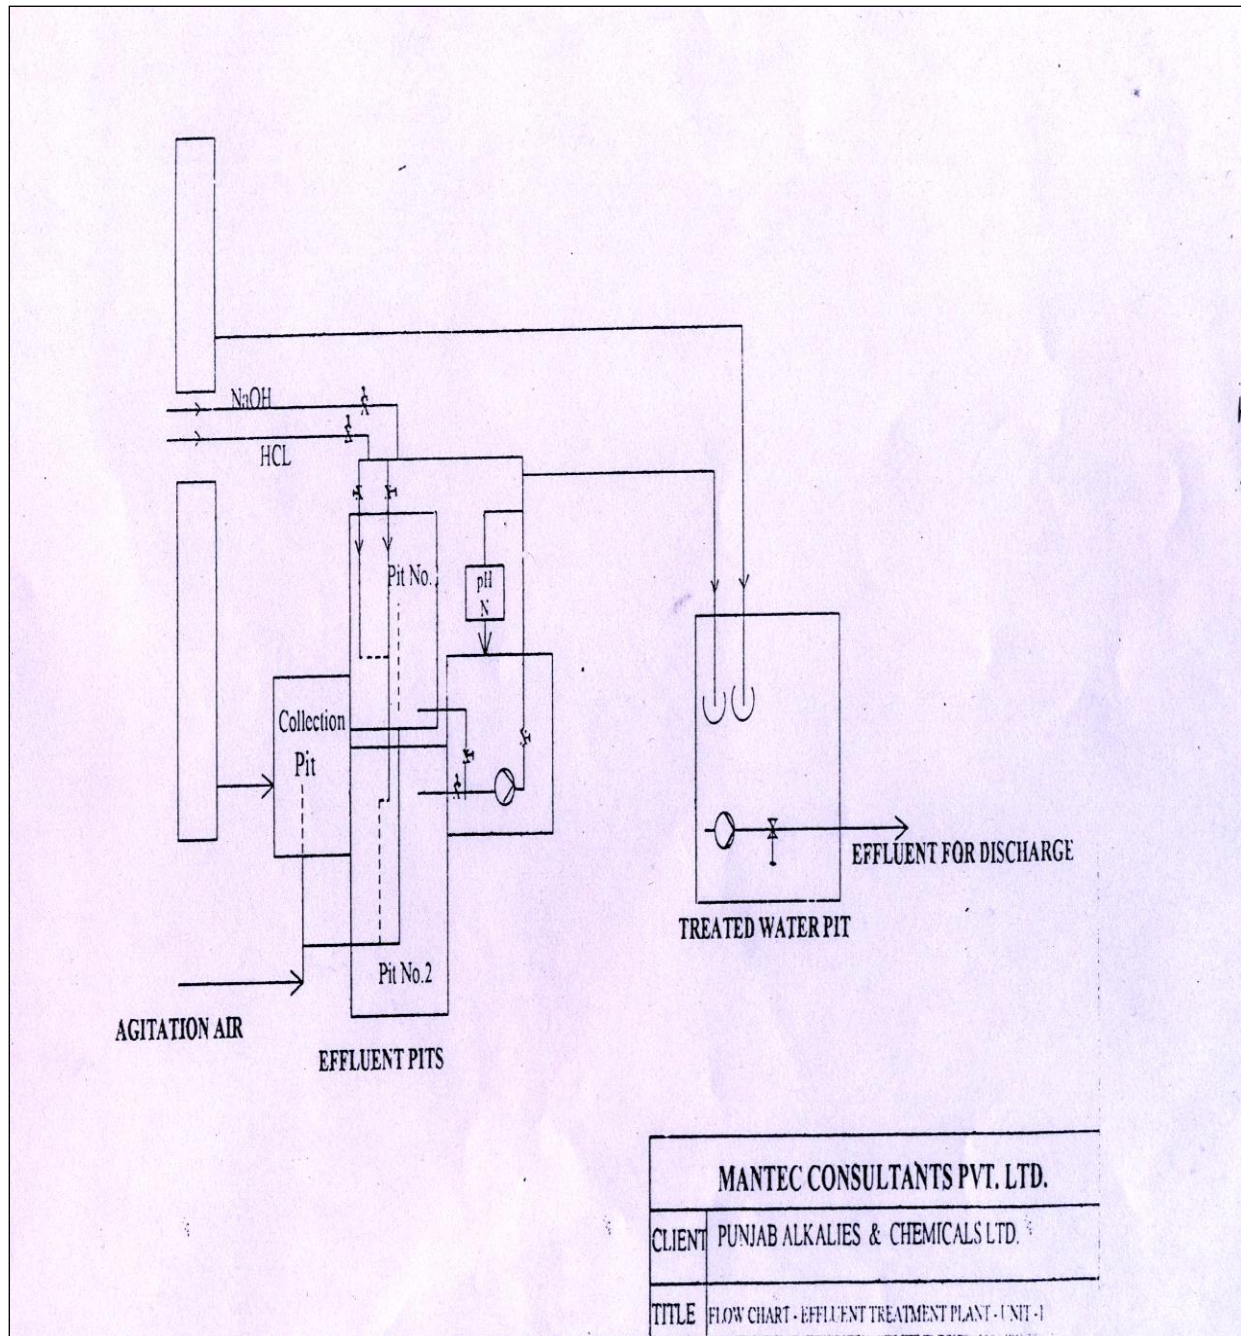 NaOH
HCL
Pit No.
pH
N
Collection
Pit
EFFLUENT FOR DISCHARGE
TREATED WATER PIT
Pit No.2
AGITATION AIR
EFFLUENT PITS
MANTEC CONSULTANTS PVT. LTD.
CLIENT PUNJAB ALKALIES & CHEMICALS LTD.
TITLE FLOW CHART - EFFLUENT TREATMENT PLANT - UNIT - I